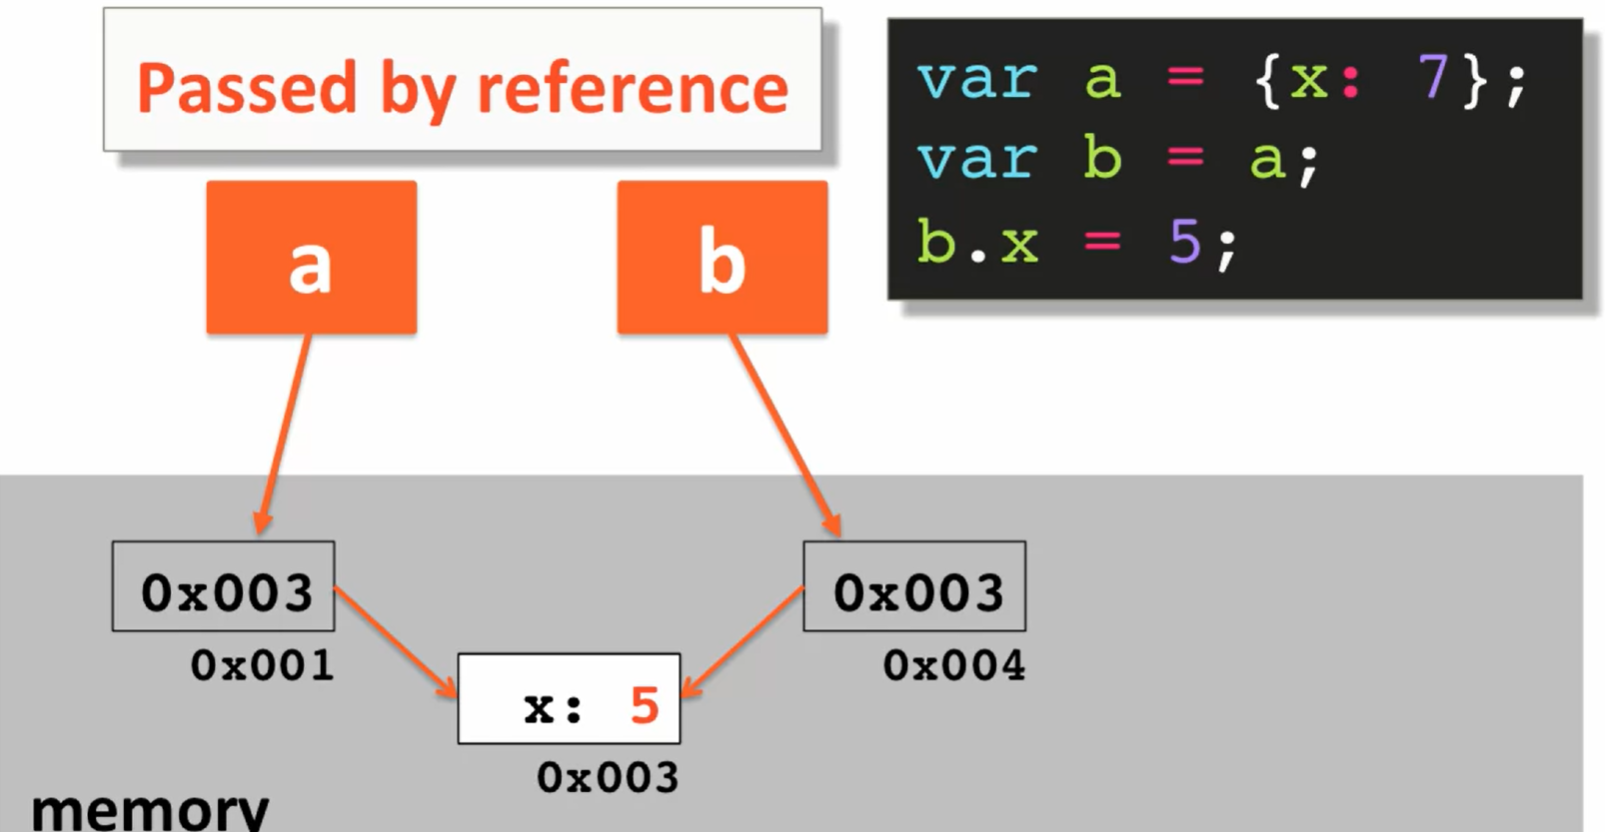 Passed by reference
var a = {x: 7};
var b = a;
b.x = 5;
a
b
0x003
0x003
0x001
0x004
x: 5
0x003
memory